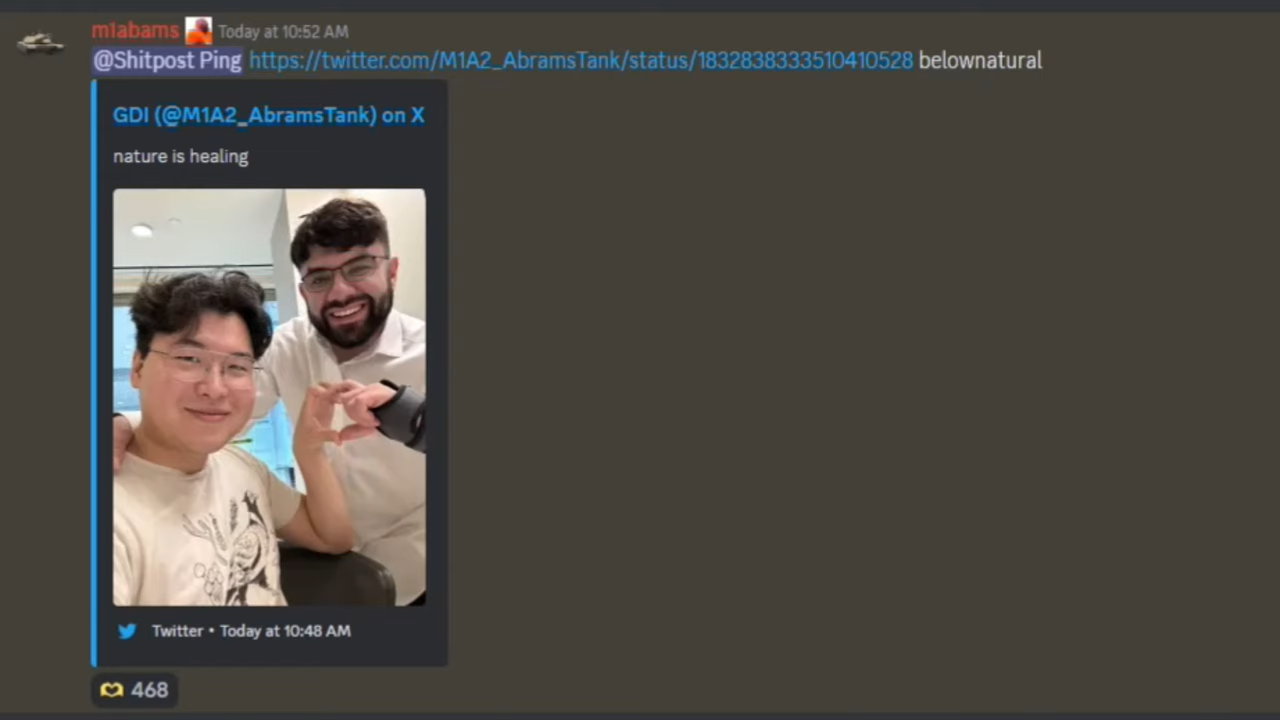 m1abams Today at 10:52 AM
@Shitpost Ping https://twitter.com/M1A2_AbramsTank/status/1832838333510410528 belownatural
GDI (@M1A2_AbramsTank) on X
nature is healing
Twitter • Today at 10:48 AM
468